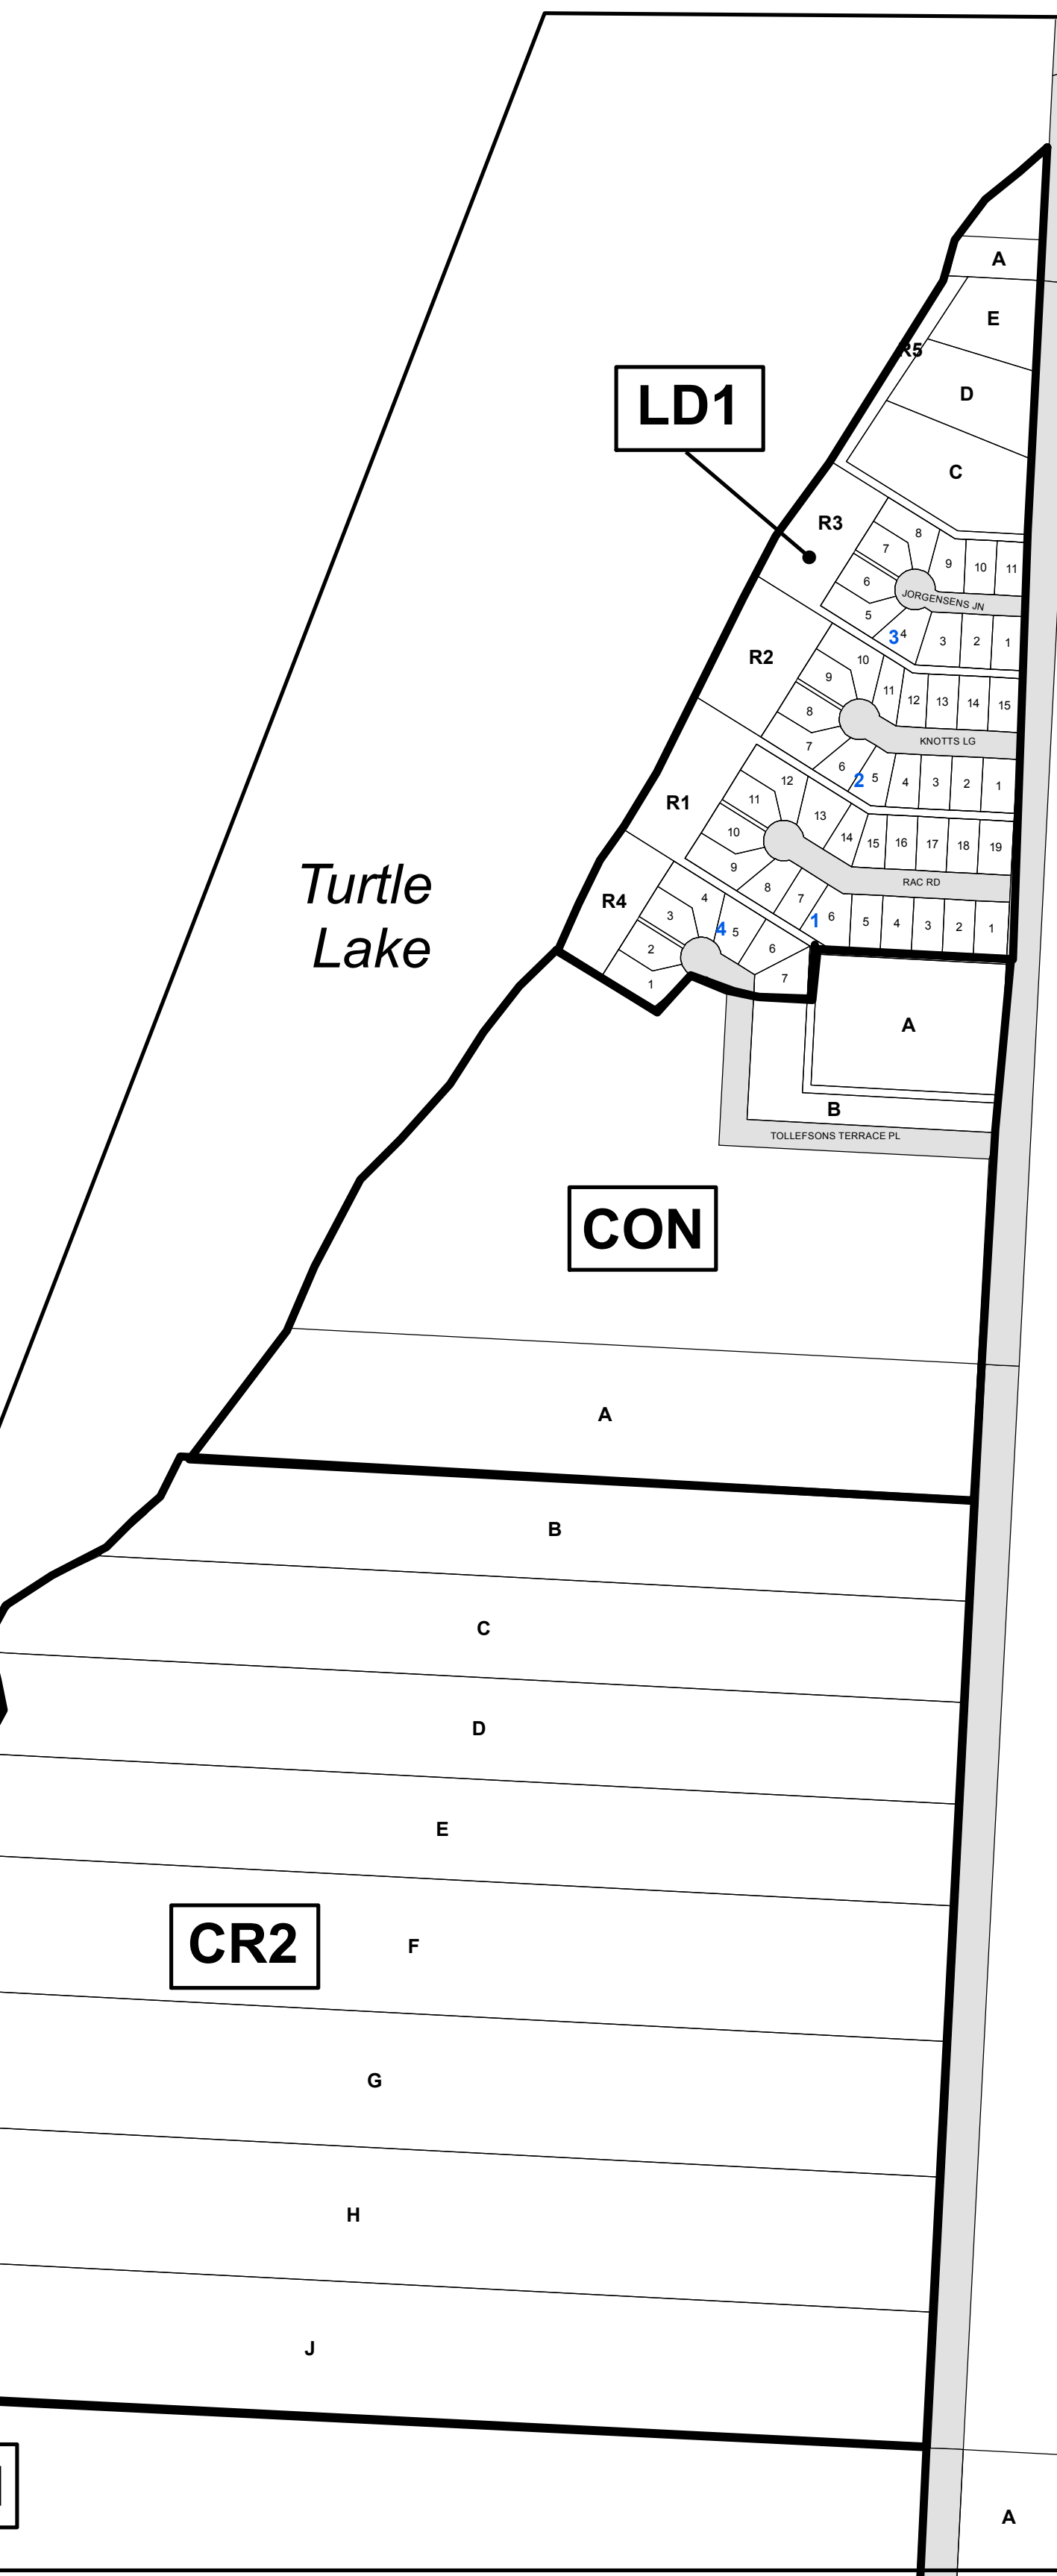 A
E
R5
D
LD1
C
R3
8
7
9
10
11
6
JORGENSENS JN
5
3
4
3
2
1
R2
10
9
11
12
13
14
15
8
KNOTTS LG
7
6
2
5
4
3
2
1
R1
12
11
13
10
14
15
16
17
18
19
9
RAC RD
8
7
R4
4
3
1
6
5
4
3
2
1
4
5
2
6
7
1
Turtle
Lake
A
B
TOLLEFSONS TERRACE PL
CON
A
B
C
D
E
CR2
F
G
H
J
A